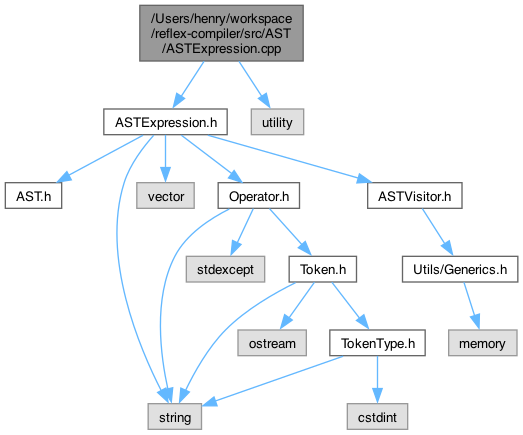 /Users/henry/workspace
/reflex-compiler/src/AST
/ASTExpression.cpp
ASTExpression.h
utility
AST.h
vector
Operator.h
ASTVisitor.h
stdexcept
Token.h
Utils/Generics.h
ostream
TokenType.h
memory
string
cstdint